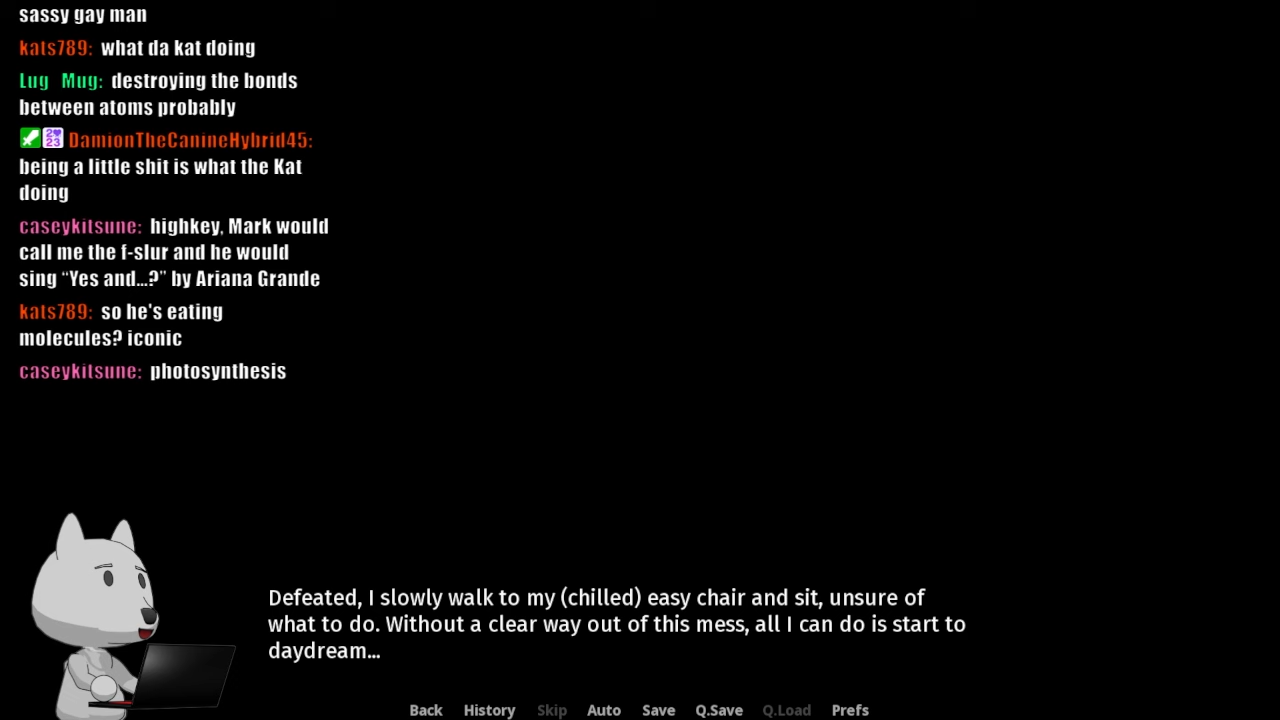 sassy gay man
kats789: what da kat doing
Lug_Mug: destroying the bonds
between atoms probably
DamionTheCanineHybrid45:
being a little shit is what the Kat
doing
caseykitsune: highkey, Mark would
call me the f-slur and he would
sing “Yes and...?” by Ariana Grande
kats789: so he's eating
molecules? iconic
caseykitsune: photosynthesis
Defeated, I slowly walk to my (chilled) easy chair and sit, unsure of
what to do. Without a clear way out of this mess, all I can do is start to
daydream...
Back History Skip Auto Save Q.Save Q.Load Prefs